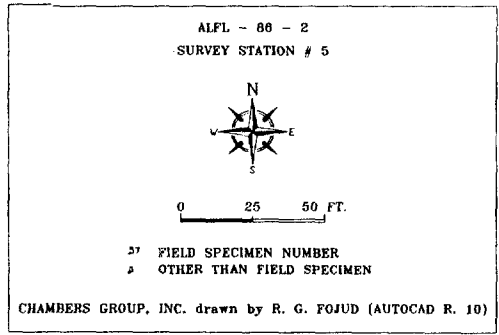 ALFL - 86 - 2
SURVEY STATION # 5
N
W E
S
0 25 50 FT.
37 FIELD SPECIMEN NUMBER
OTHER THAN FIELD SPECIMEN
CHAMBERS GROUP, INC. drawn by R. G. FOJUD (AUTOCAD R. 10)